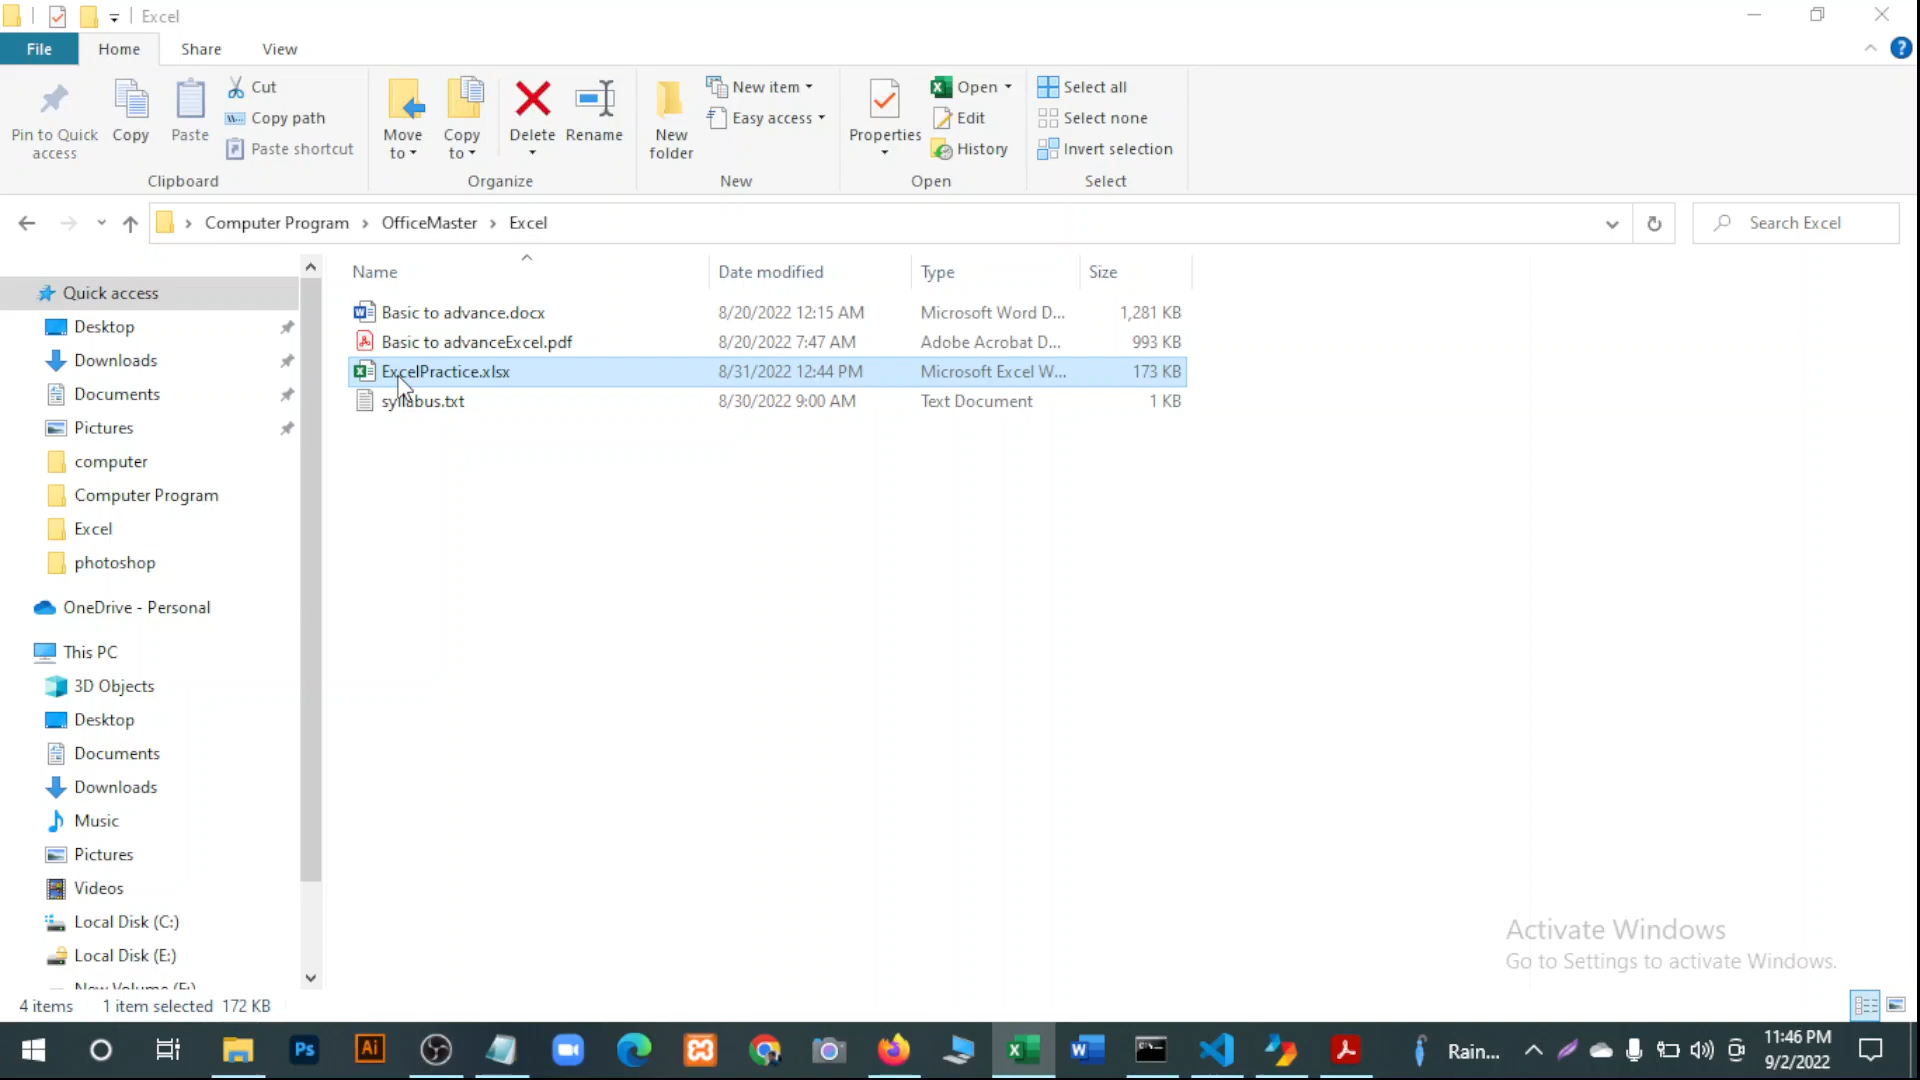 Excel
File Home Share View
Pin to Quick access
Copy
Paste
Cut
Copy path
Paste shortcut
Clipboard
Move to
Copy to
Delete
Rename
Organize
New folder
New item
Easy access
New
Properties
Open
Edit
History
Open
Select all
Select none
Invert selection
Select
Computer Program › OfficeMaster › Excel
Search Excel
Name Date modified Type Size
Basic to advance.docx 8/20/2022 12:15 AM Microsoft Word D... 1,281 KB
Basic to advanceExcel.pdf 8/20/2022 7:47 AM Adobe Acrobat D... 993 KB
ExcelPractice.xlsx 8/31/2022 12:44 PM Microsoft Excel W... 173 KB
syllabus.txt 8/30/2022 9:00 AM Text Document 1 KB
Quick access
Desktop
Downloads
Documents
Pictures
computer
Computer Program
Excel
photoshop
OneDrive - Personal
This PC
3D Objects
Desktop
Documents
Downloads
Music
Pictures
Videos
Local Disk (C:)
Local Disk (E:)
Activate Windows
Go to Settings to activate Windows.
4 items 1 item selected 172 KB
Ps
Ai
Rain...
11:46 PM
9/2/2022